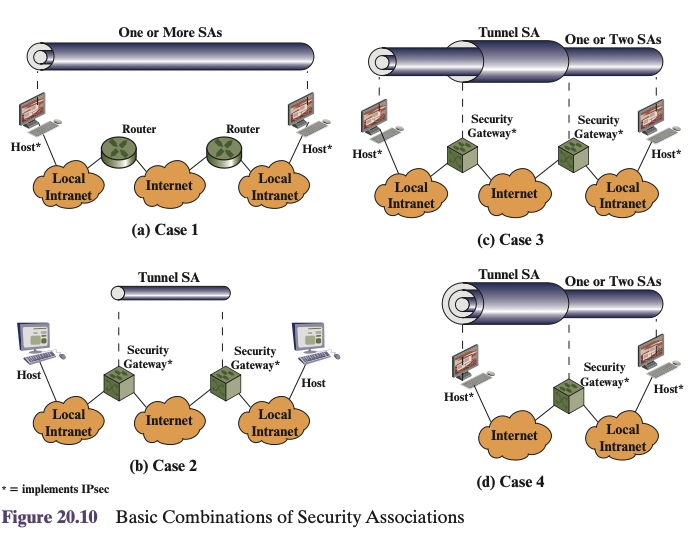 One or More SAs
Router
Router
Host*
Host*
Local
Intranet
Internet
Local
Intranet
(a) Case 1
Tunnel SA
One or Two SAs
Security
Gateway*
Security
Gateway*
Host*
Host*
Local
Intranet
Internet
Local
Intranet
(c) Case 3
Tunnel SA
Security
Gateway*
Security
Gateway*
Host
Host
Local
Intranet
Internet
Local
Intranet
(b) Case 2
Tunnel SA
One or Two SAs
Security
Gateway*
Host*
Host*
Internet
Local
Intranet
(d) Case 4
* = implements IPsec
Figure 20.10 Basic Combinations of Security Associations